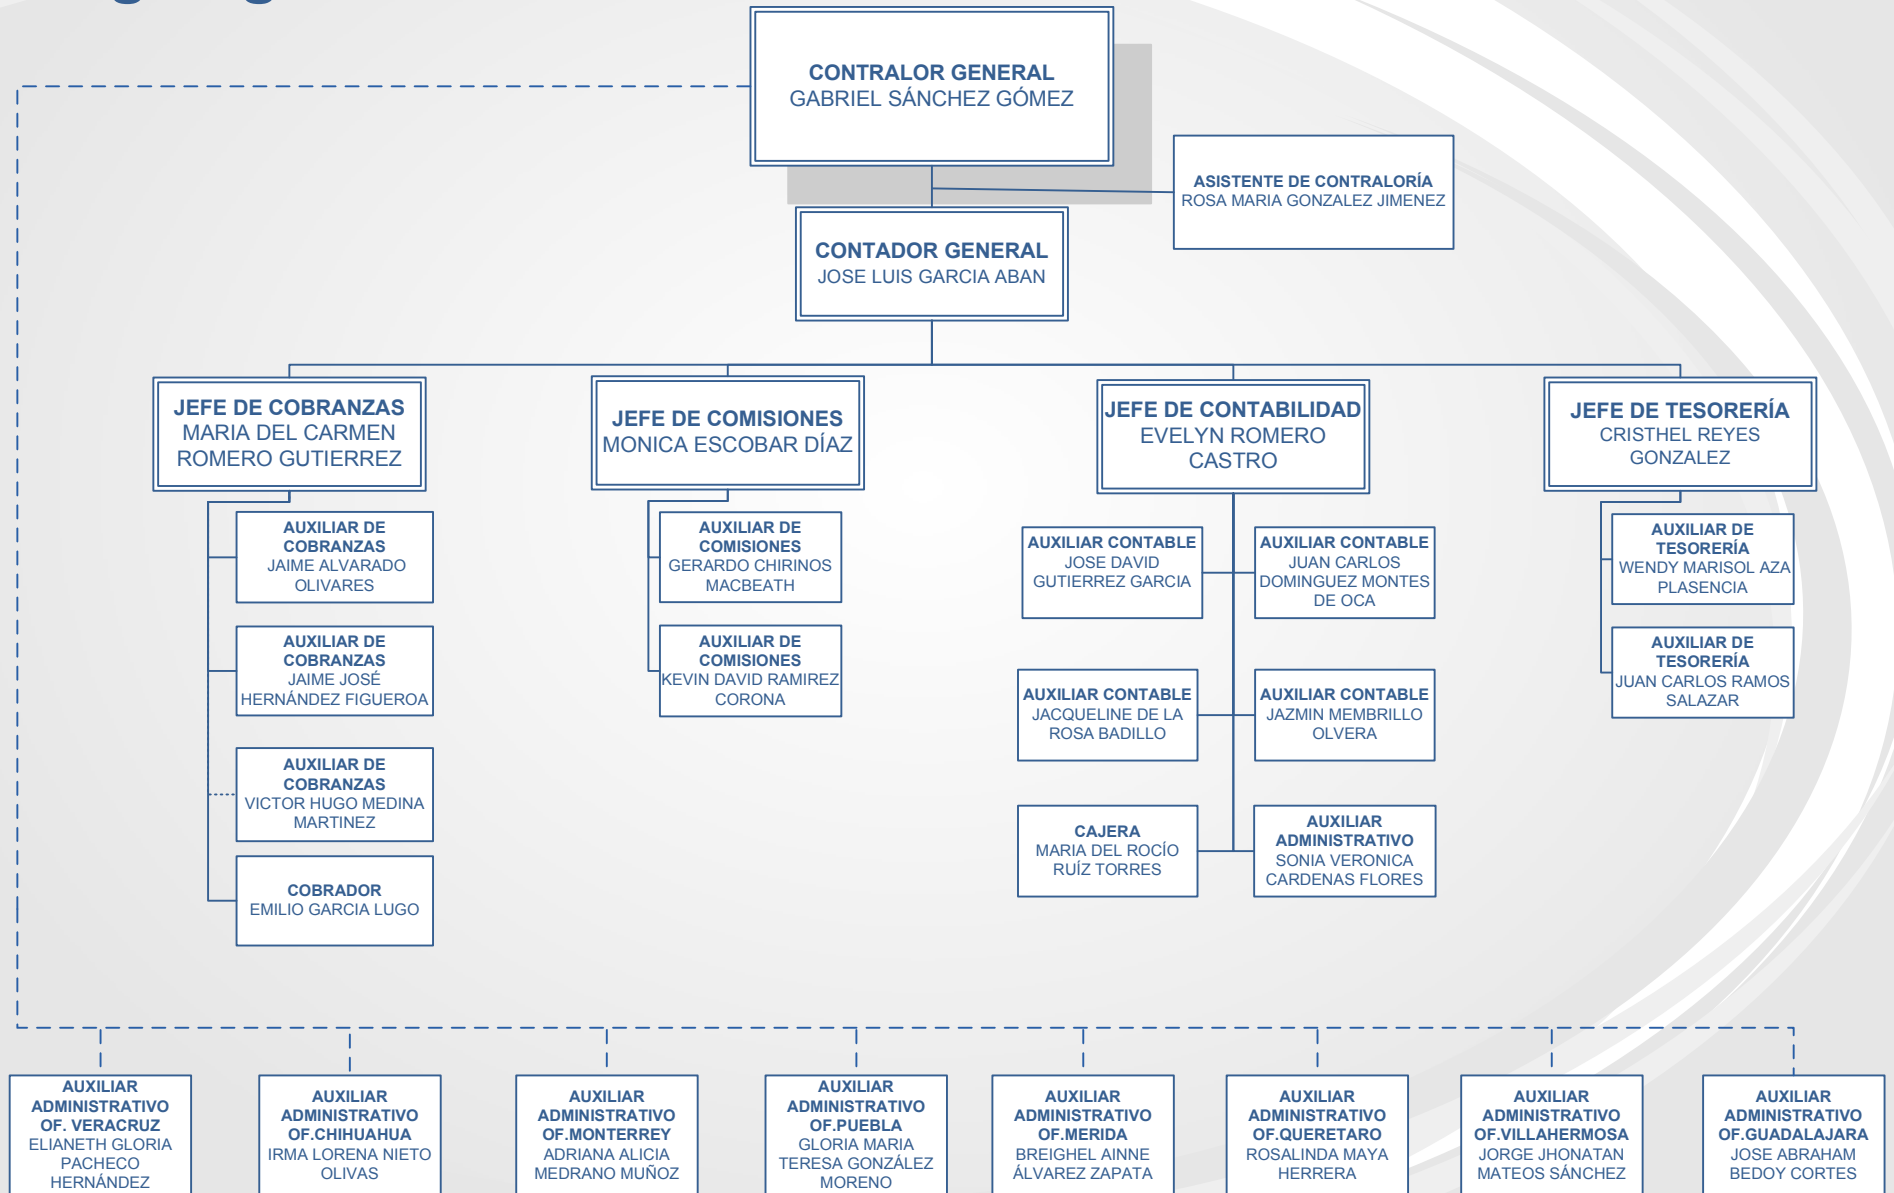 CONTRALOR GENERAL
GABRIEL SÁNCHEZ GÓMEZ
ASISTENTE DE CONTRALORÍA
ROSA MARIA GONZALEZ JIMENEZ
CONTADOR GENERAL
JOSE LUIS GARCIA ABAN
JEFE DE COBRANZAS
MARIA DEL CARMEN
ROMERO GUTIERREZ
JEFE DE COMISIONES
MONICA ESCOBAR DÍAZ
JEFE DE CONTABILIDAD
EVELYN ROMERO
CASTRO
JEFE DE TESORERÍA
CRISTHEL REYES
GONZALEZ
AUXILIAR DE
COBRANZAS
JAIME ALVARADO
OLIVARES
AUXILIAR DE
COBRANZAS
JAIME JOSÉ
HERNÁNDEZ FIGUEROA
AUXILIAR DE
COBRANZAS
VICTOR HUGO MEDINA
MARTINEZ
COBRADOR
EMILIO GARCIA LUGO
AUXILIAR DE
COMISIONES
GERARDO CHIRINOS
MACBEATH
AUXILIAR DE
COMISIONES
KEVIN DAVID RAMIREZ
CORONA
AUXILIAR CONTABLE
JOSE DAVID
GUTIERREZ GARCIA
AUXILIAR CONTABLE
JUAN CARLOS
DOMINGUEZ MONTES
DE OCA
AUXILIAR CONTABLE
JACQUELINE DE LA
ROSA BADILLO
AUXILIAR CONTABLE
JAZMIN MEMBRILLO
OLVERA
CAJERA
MARIA DEL ROCÍO
RUÍZ TORRES
AUXILIAR
ADMINISTRATIVO
SONIA VERONICA
CARDENAS FLORES
AUXILIAR DE
TESORERÍA
WENDY MARISOL AZA
PLASENCIA
AUXILIAR DE
TESORERÍA
JUAN CARLOS RAMOS
SALAZAR
AUXILIAR
ADMINISTRATIVO
OF. VERACRUZ
ELIANETH GLORIA
PACHECO
HERNÁNDEZ
AUXILIAR
ADMINISTRATIVO
OF.CHIHUAHUA
IRMA LORENA NIETO
OLIVAS
AUXILIAR
ADMINISTRATIVO
OF.MONTERREY
ADRIANA ALICIA
MEDRANO MUÑOZ
AUXILIAR
ADMINISTRATIVO
OF.PUEBLA
GLORIA MARIA
TERESA GONZÁLEZ
MORENO
AUXILIAR
ADMINISTRATIVO
OF.MERIDA
BREIGHEL AINNE
ÁLVAREZ ZAPATA
AUXILIAR
ADMINISTRATIVO
OF.QUERETARO
ROSALINDA MAYA
HERRERA
AUXILIAR
ADMINISTRATIVO
OF.VILLAHERMOSA
JORGE JHONATAN
MATEOS SÁNCHEZ
AUXILIAR
ADMINISTRATIVO
OF.GUADALAJARA
JOSE ABRAHAM
BEDOY CORTES